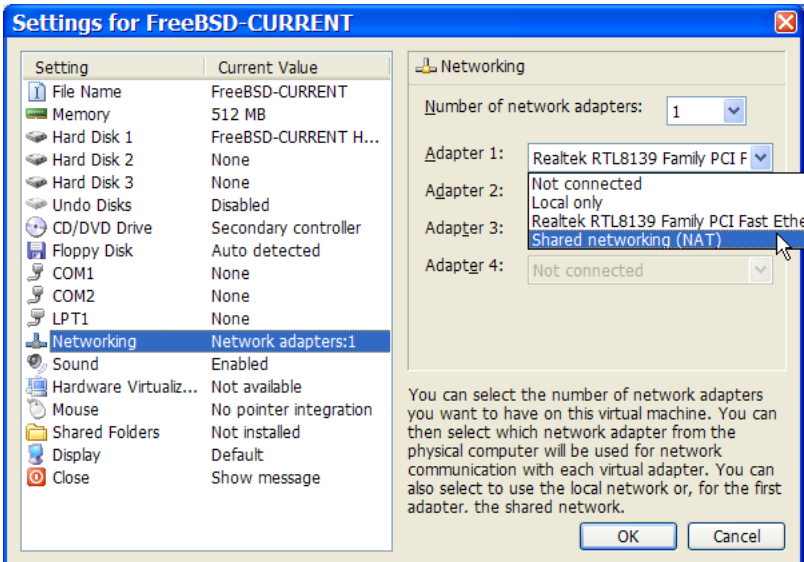 Settings for FreeBSD-CURRENT
Setting Current Value
File Name FreeBSD-CURRENT
Memory 512 MB
Hard Disk 1 FreeBSD-CURRENT H...
Hard Disk 2 None
Hard Disk 3 None
Undo Disks Disabled
CD/DVD Drive Secondary controller
Floppy Disk Auto detected
COM1 None
COM2 None
LPT1 None
Networking Network adapters:1
Sound Enabled
Hardware Virtualiz... Not available
Mouse No pointer integration
Shared Folders Not installed
Display Default
Close Show message
Networking
Number of network adapters: 1
Adapter 1: Realtek RTL8139 Family PCI F
Not connected
Adapter 2:
Local only
Realtek RTL8139 Family PCI Fast Ethe
Adapter 3:
Shared networking (NAT)
Adapter 4: Not connected
You can select the number of network adapters
you want to have on this virtual machine. You can
then select which network adapter from the
physical computer will be used for network
communication with each virtual adapter. You can
also select to use the local network or, for the first
adapter, the shared network.
OK Cancel